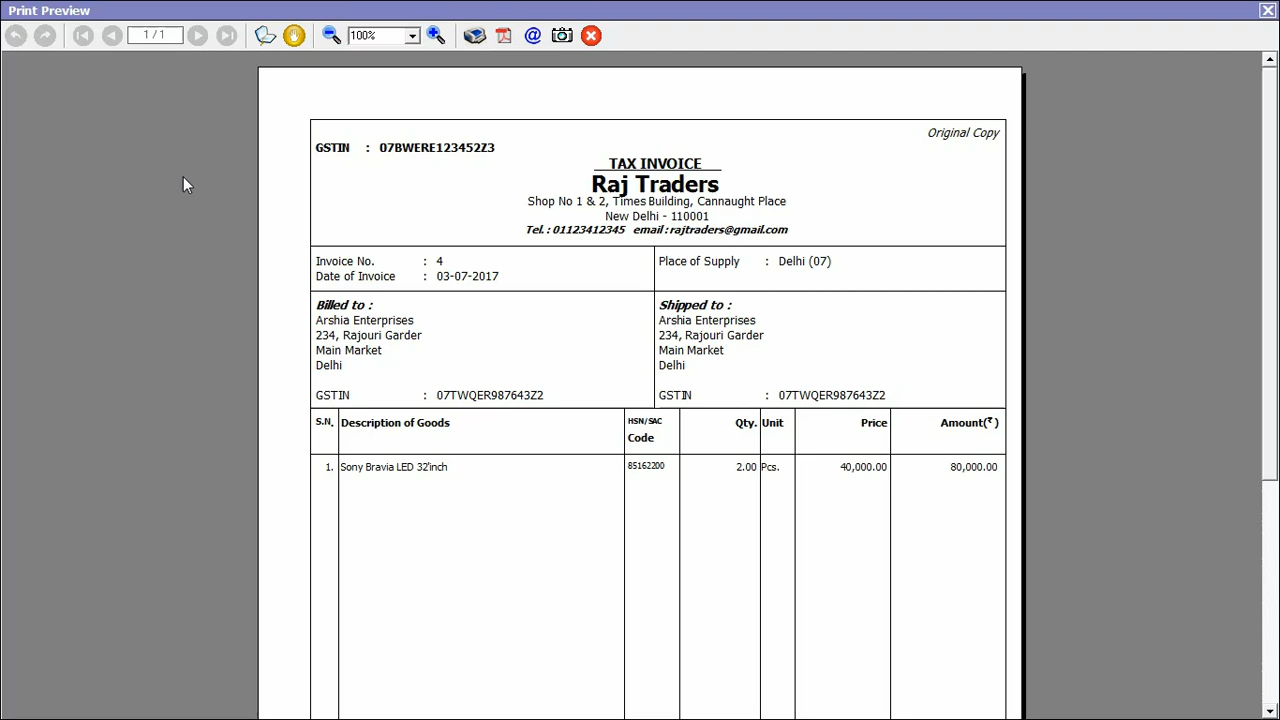 Print Preview
1 / 1
100%
Original Copy
GSTIN : 07BWERE123452Z3
TAX INVOICE
Raj Traders
Shop No 1 & 2, Times Building, Cannaught Place
New Delhi - 110001
Tel. : 01123412345 email : rajtraders@gmail.com
Invoice No. : 4
Date of Invoice : 03-07-2017
Place of Supply : Delhi (07)
Billed to :
Arshia Enterprises
234, Rajouri Garder
Main Market
Delhi
GSTIN : 07TWQER987643Z2
Shipped to :
Arshia Enterprises
234, Rajouri Garder
Main Market
Delhi
GSTIN : 07TWQER987643Z2
S.N. Description of Goods HSN/SAC Code Qty. Unit Price Amount(₹)
1. Sony Bravia LED 32'inch 85162200 2.00 Pcs. 40,000.00 80,000.00